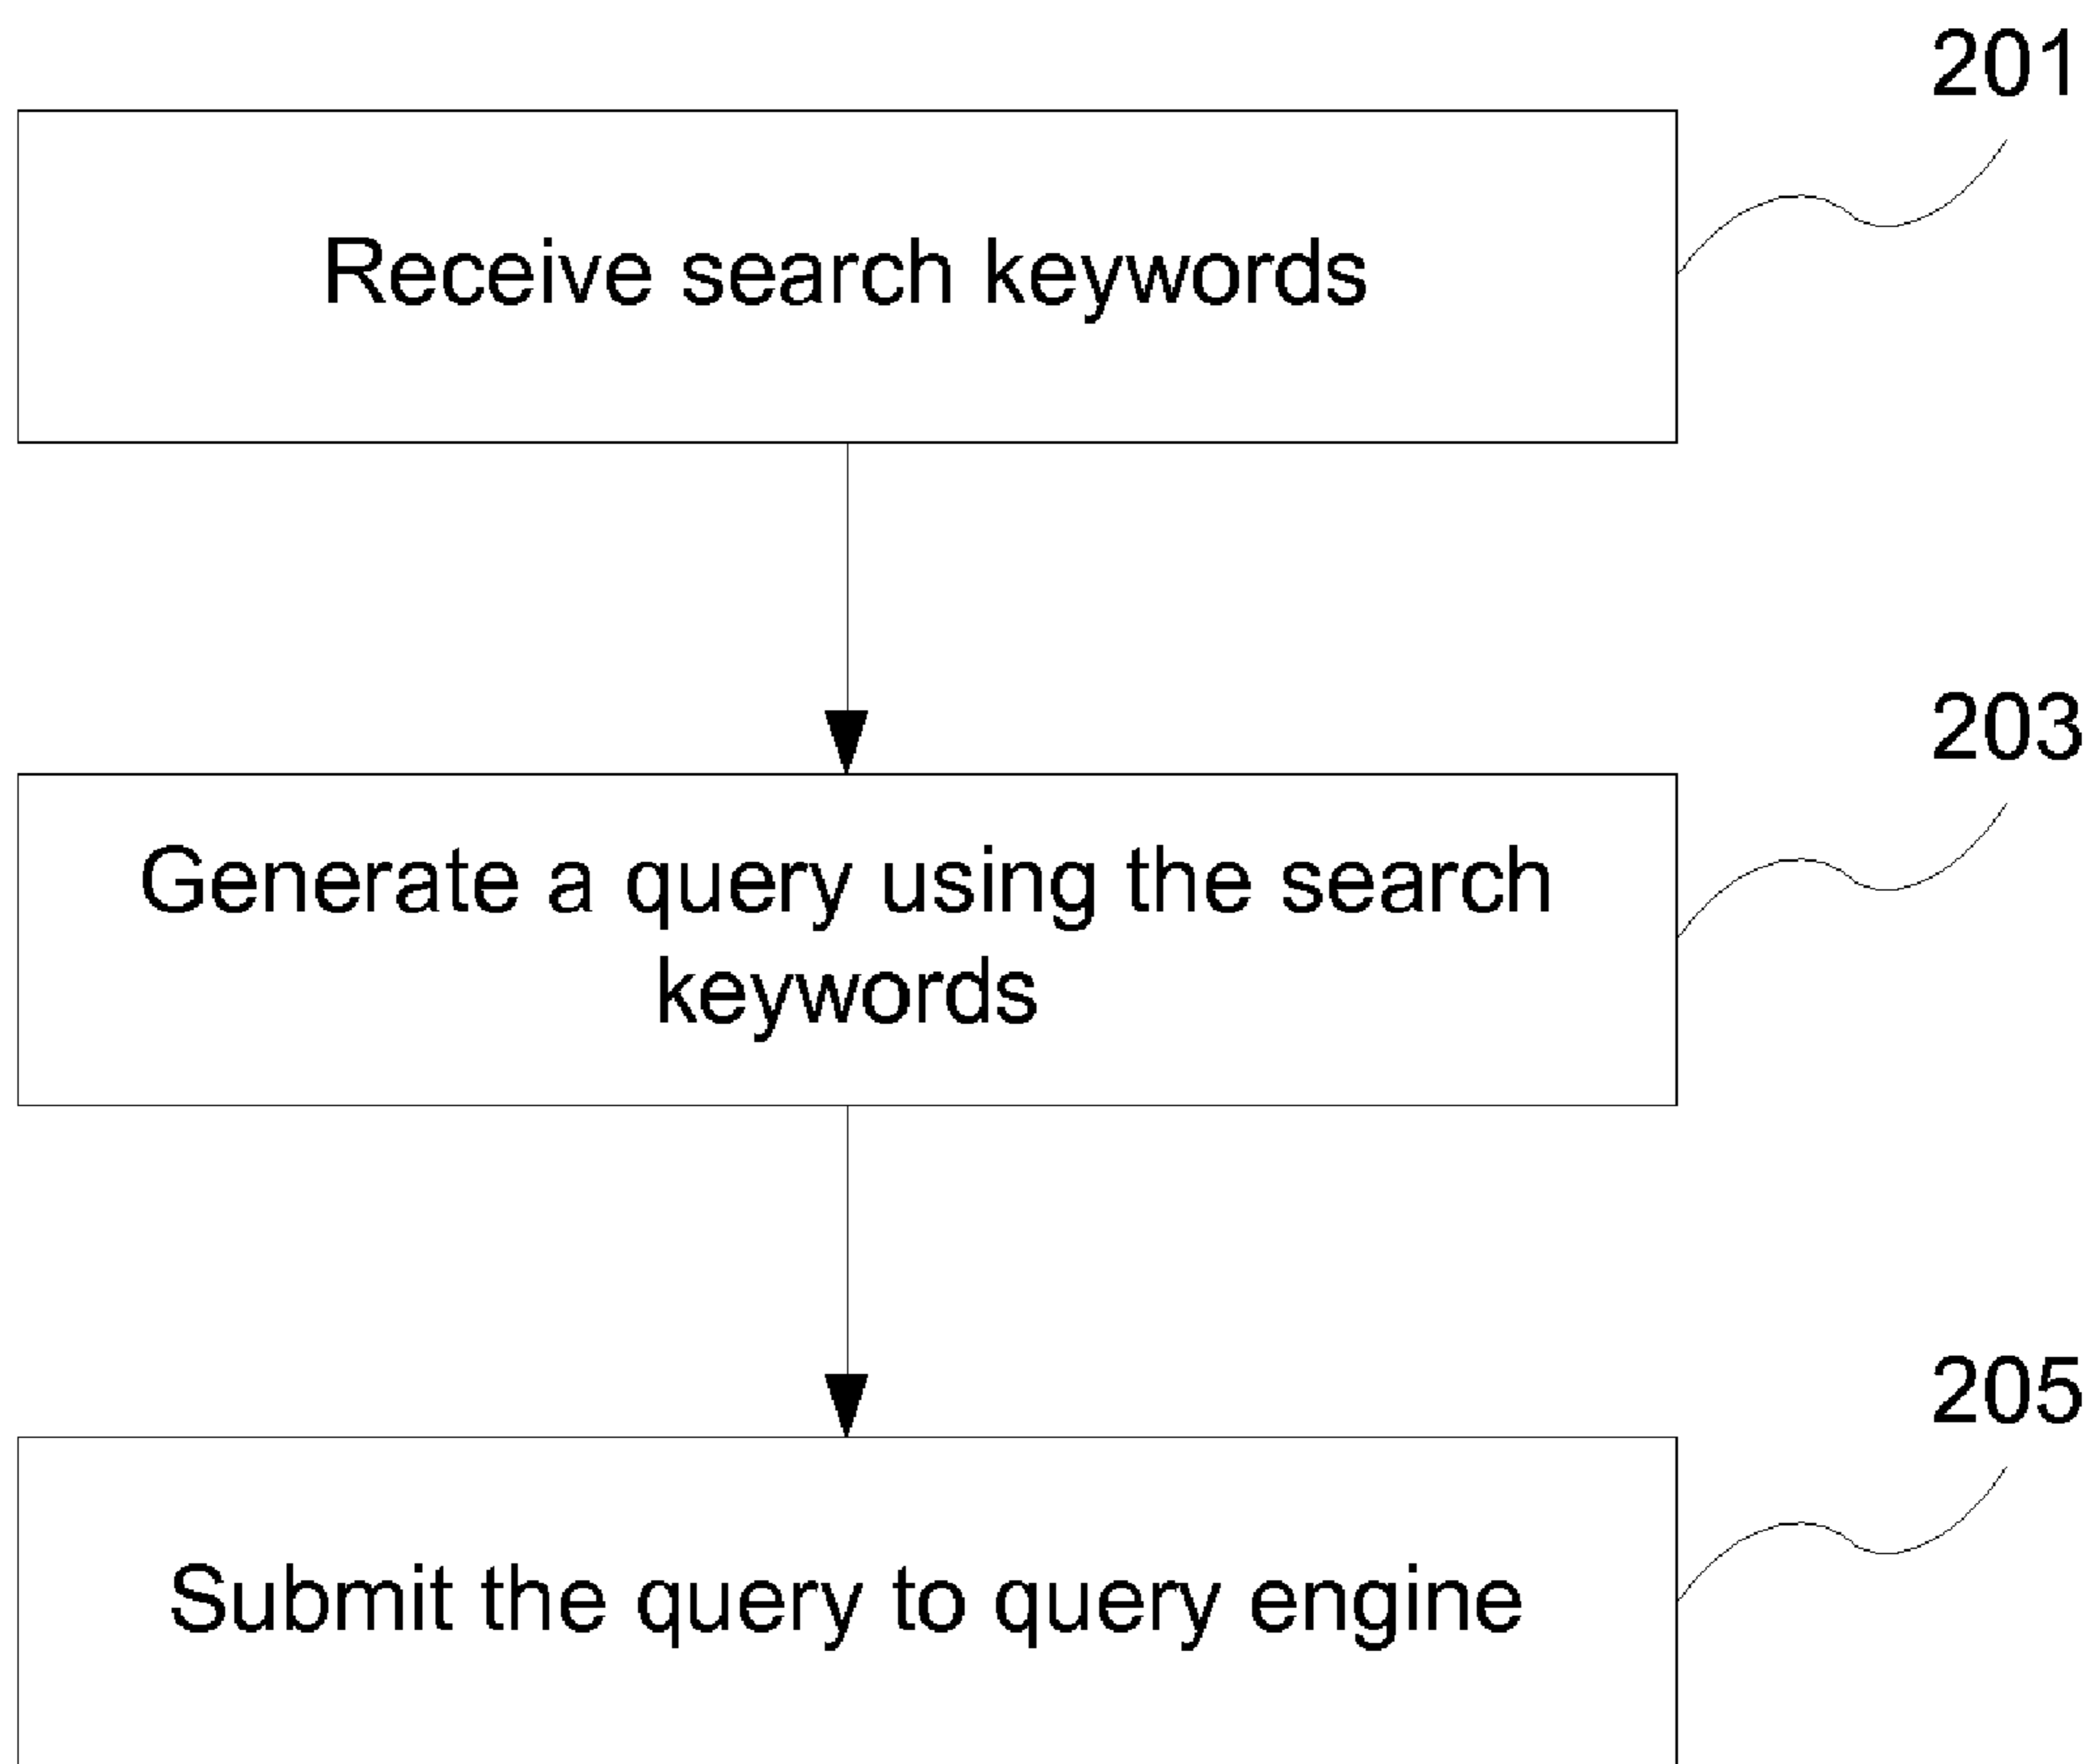 201
Receive search keywords
203
Generate a query using the search
keywords
205
Submit the query to query engine